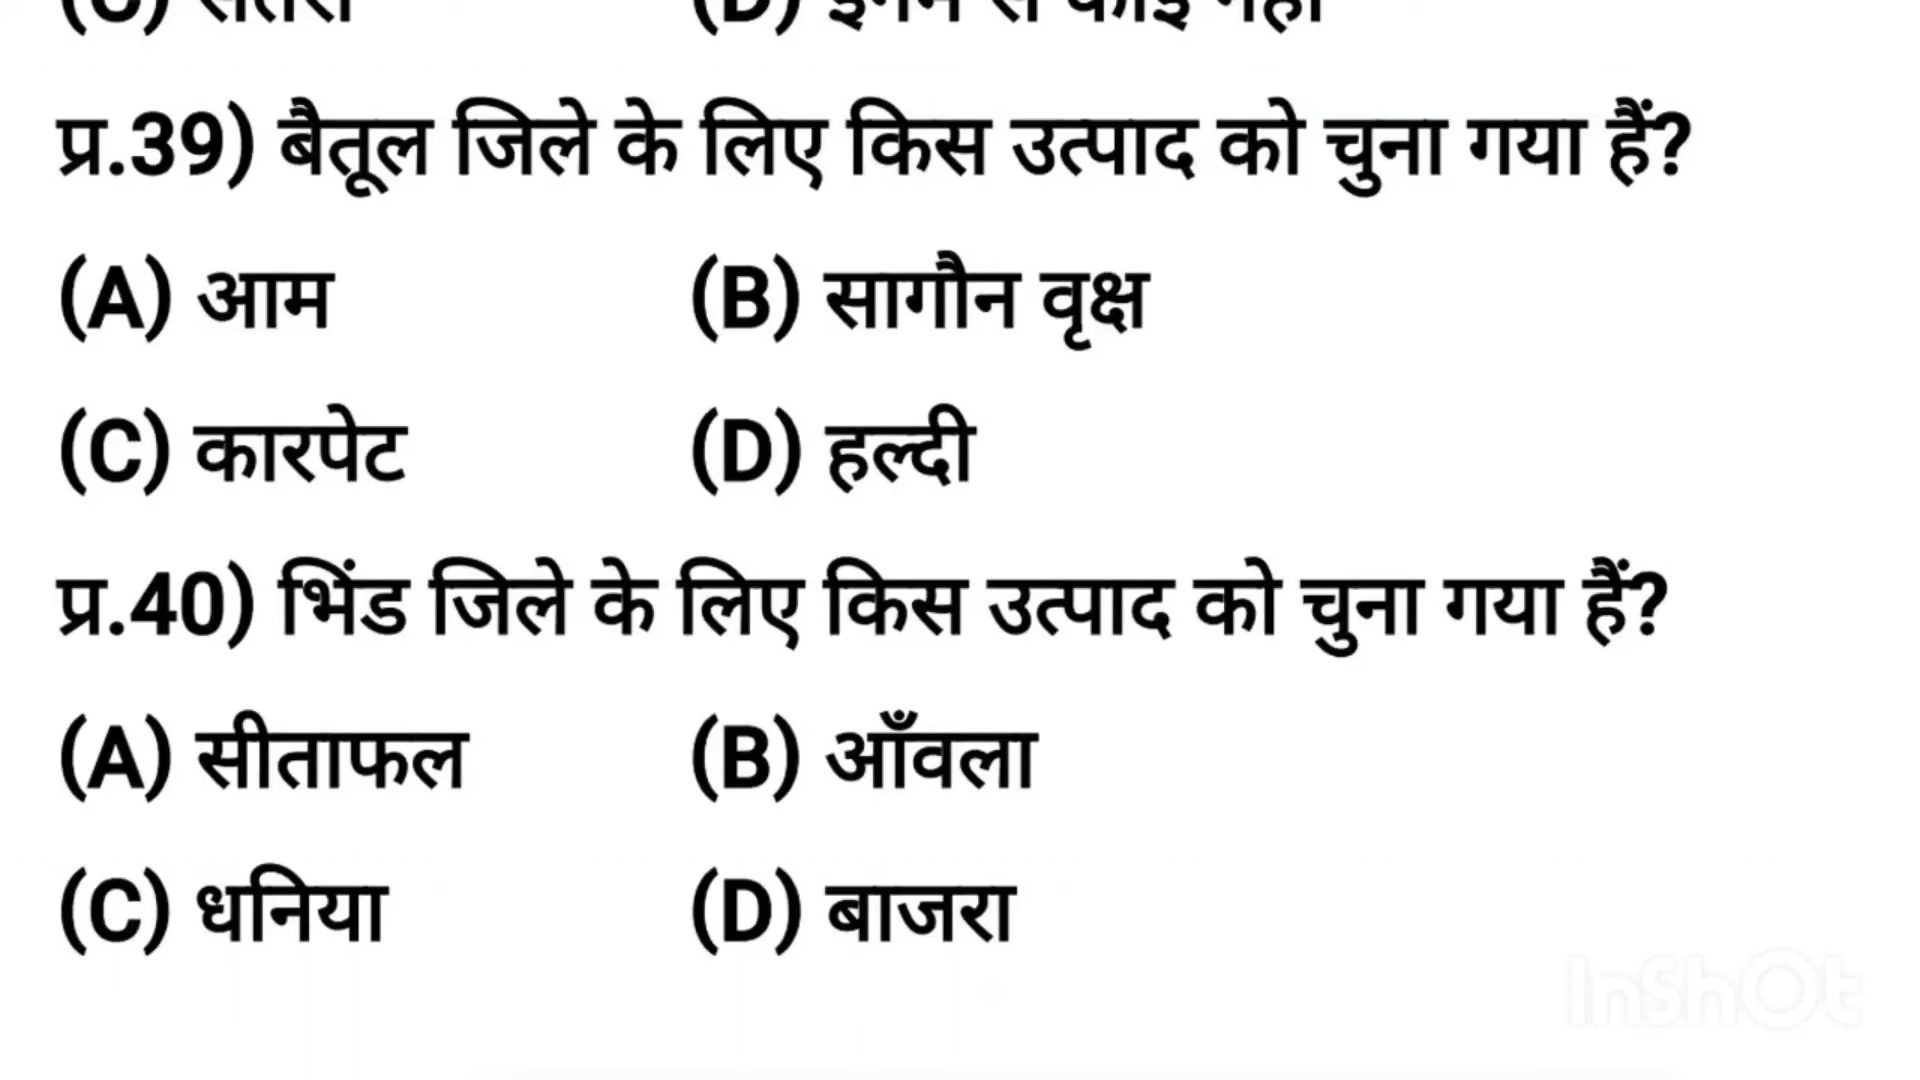 प्र.39) बैतूल जिले के लिए किस उत्पाद को चुना गया हैं?
(A) आम (B) सागौन वृक्ष
(C) कारपेट (D) हल्दी
प्र.40) भिंड जिले के लिए किस उत्पाद को चुना गया हैं?
(A) सीताफल (B) आँवला
(C) धनिया (D) बाजरा
InShOt